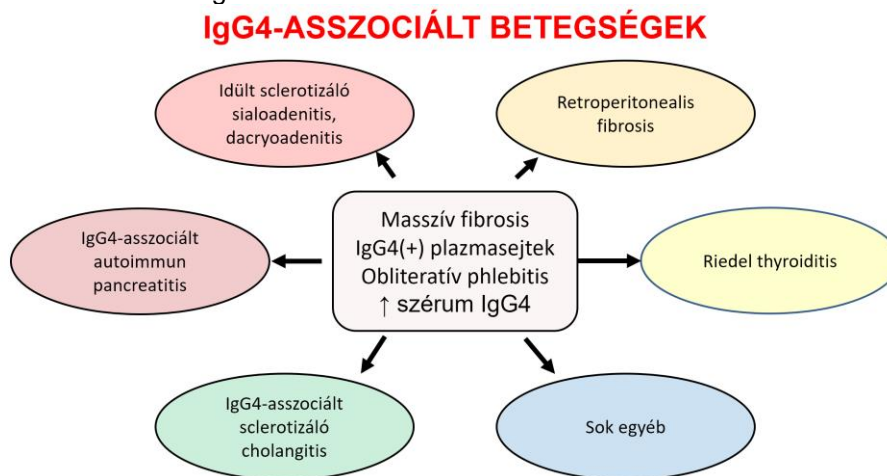 IgG4-ASSZOCIÁLT BETEGSÉGEK
Idült sclerotizáló
sialoadenitis,
dacryoadenitis
Retroperitonealis
fibrosis
IgG4-asszociált
autoimmun
pancreatitis
Masszív fibrosis
IgG4(+) plazmasejtek
Obliteratív phlebitis
↑ szérum IgG4
Riedel thyroiditis
IgG4-asszociált
sclerotizáló
cholangitis
Sok egyéb